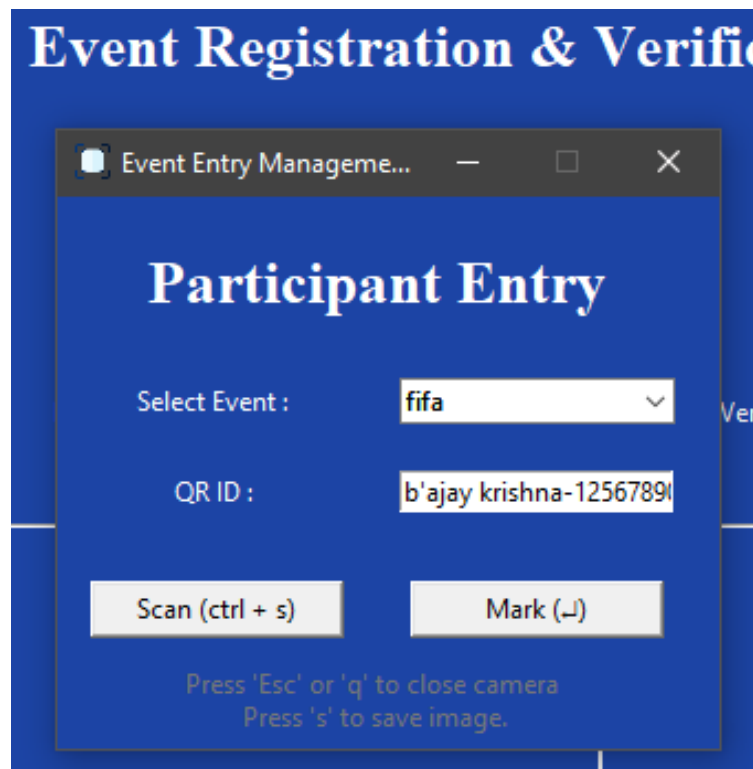 Event Registration &
Event Entry Manageme...
Participant Entry
Select Event :
fifa
QR ID :
b'ajay krishna-1256789
Scan (ctrl + s)
Mark (↵)
Press 'Esc' or 'q' to close camera
Press 's' to save image.